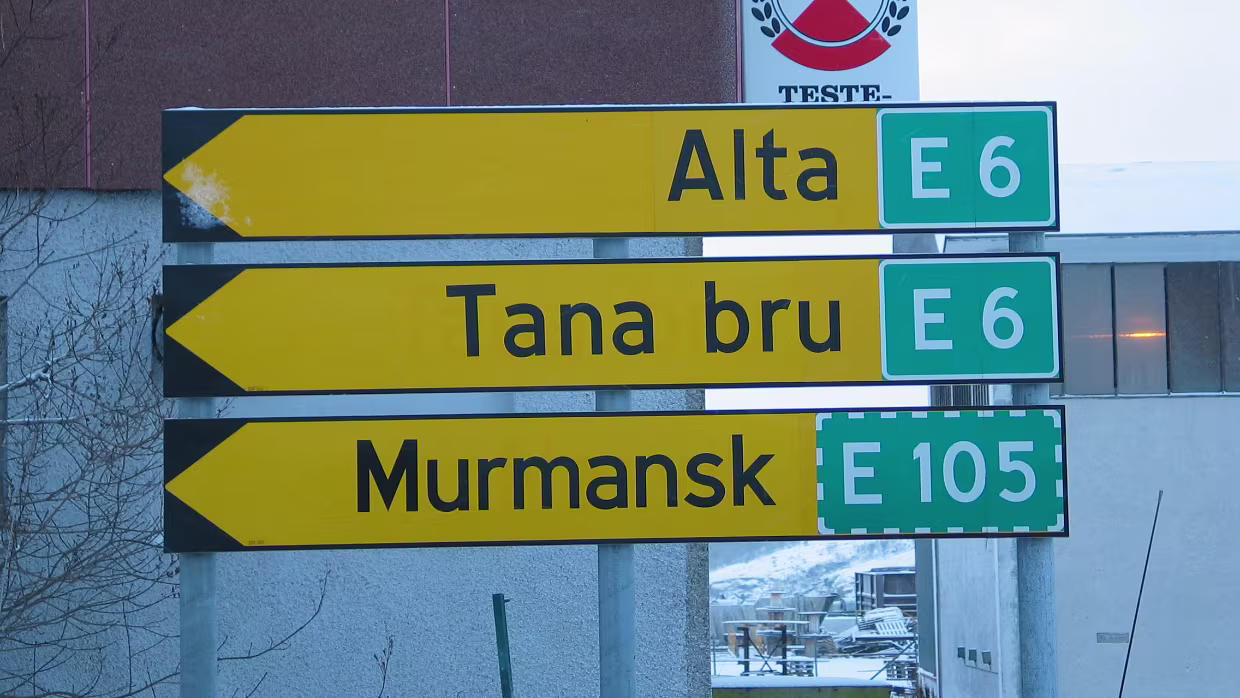 TESTE-
Alta E 6
Tana bru E 6
Murmansk E 105